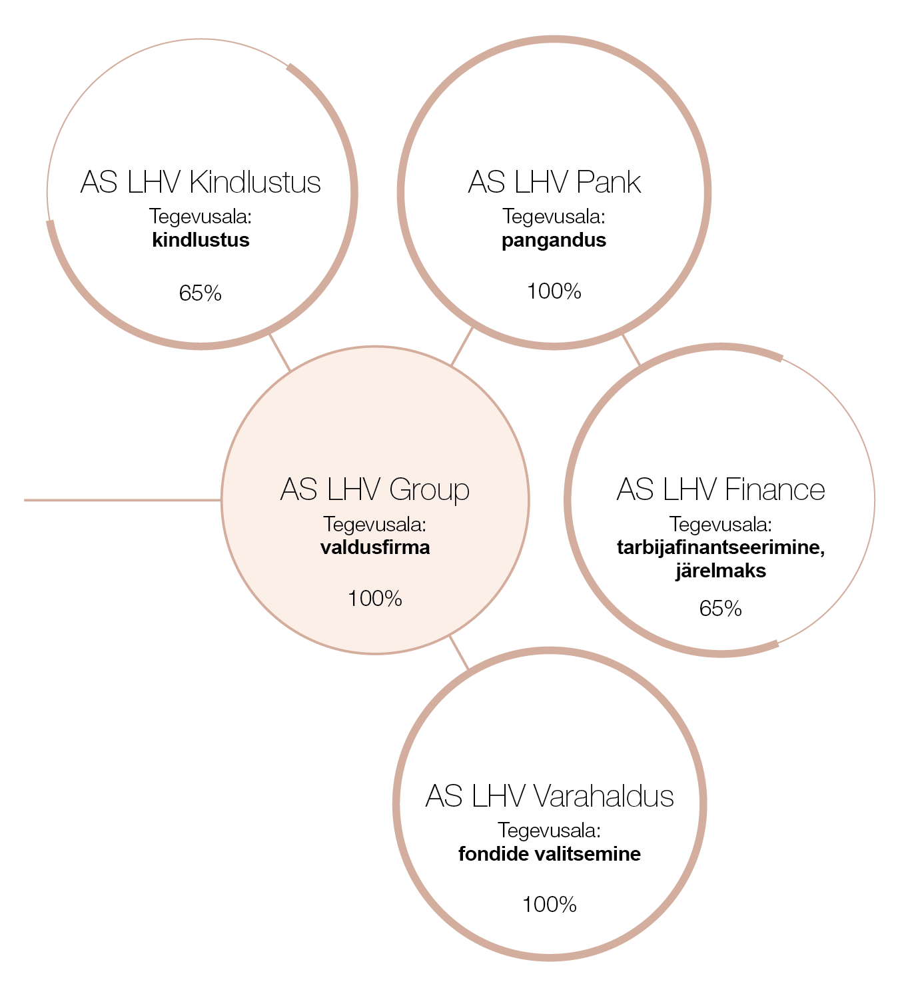 AS LHV Kindlustus
Tegevusala:
kindlustus
65%
AS LHV Pank
Tegevusala:
pangandus
100%
AS LHV Group
Tegevusala:
valdusfirma
100%
AS LHV Finance
Tegevusala:
tarbijafinantseerimine,
järelmaks
65%
AS LHV Varahaldus
Tegevusala:
fondide valitsemine
100%